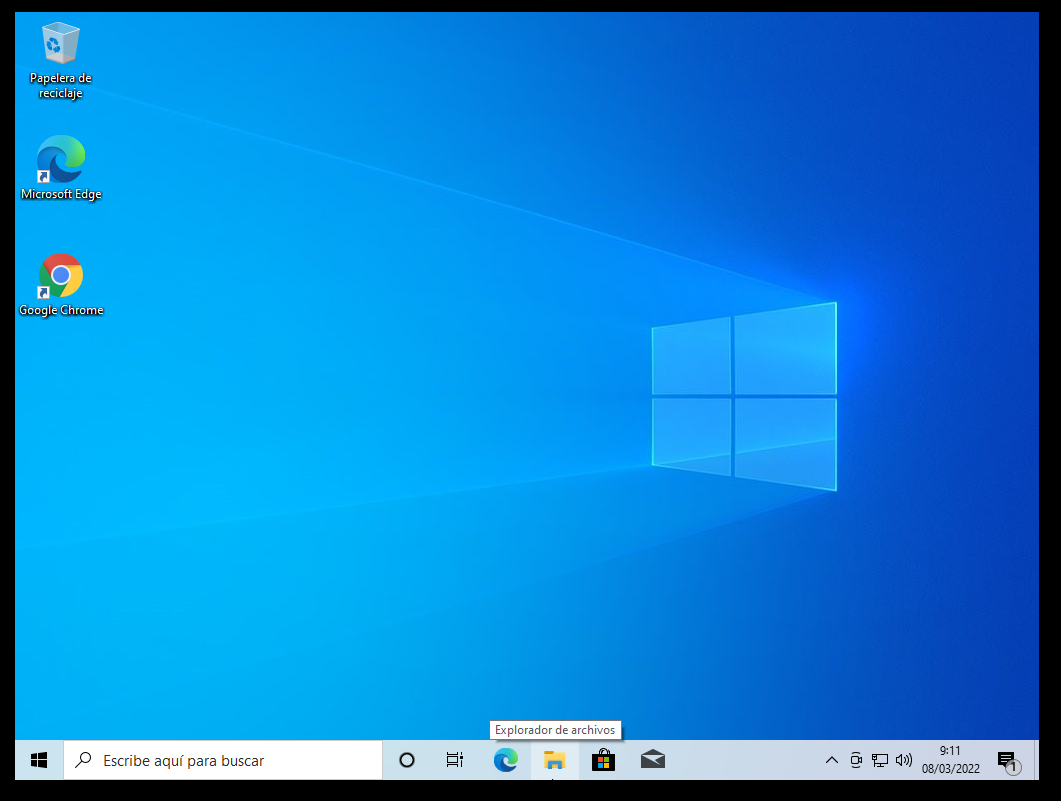 Papelera de
reciclaje
Microsoft Edge
Google Chrome
Explorador de archivos
Escribe aquí para buscar
9:11
08/03/2022
1